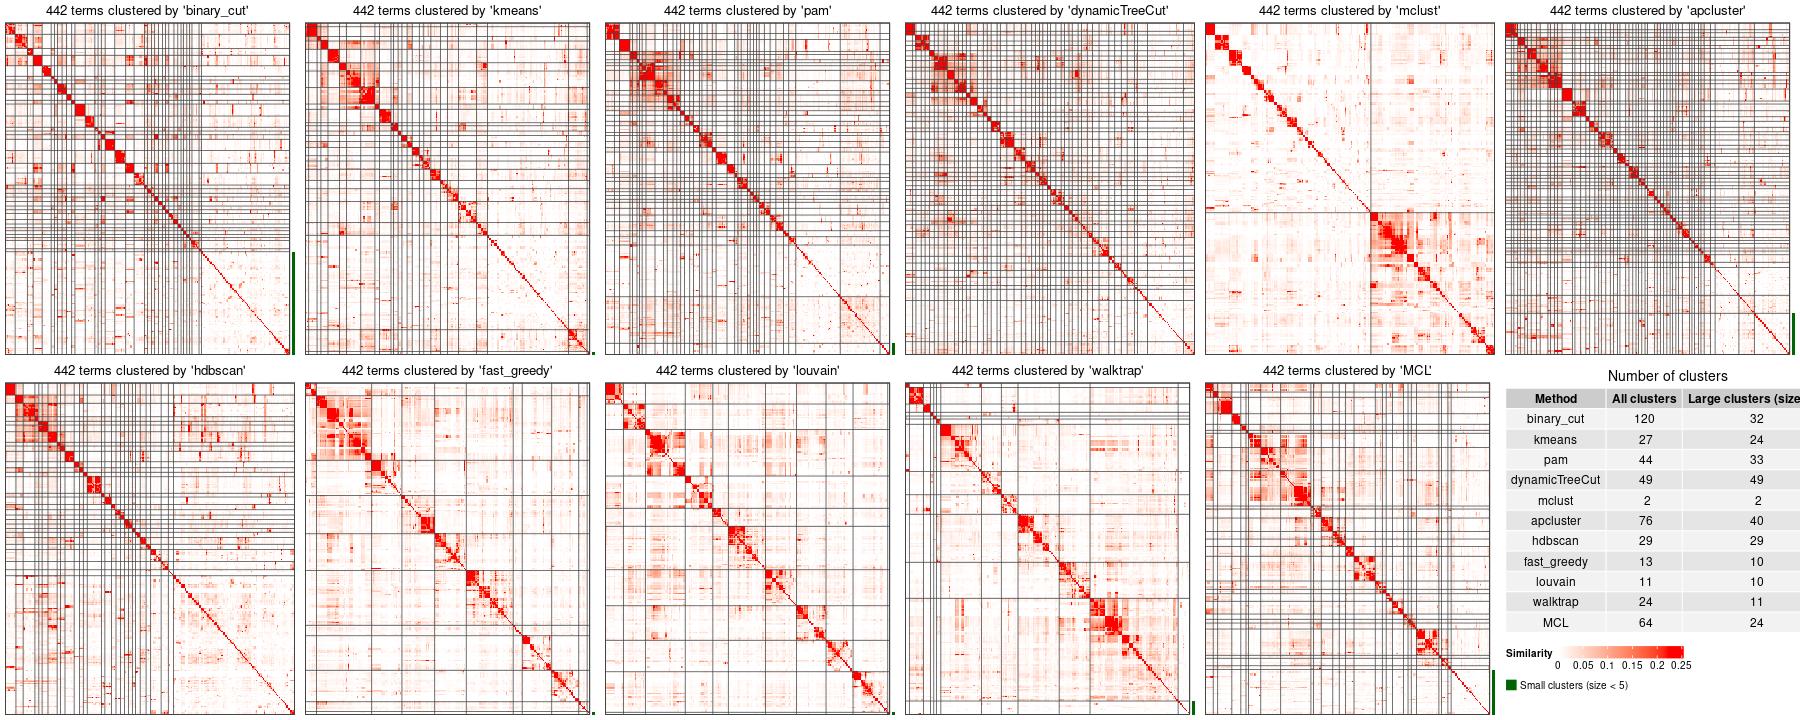 442 terms clustered by 'binary_cut'
442 terms clustered by 'kmeans'
442 terms clustered by 'pam'
442 terms clustered by 'dynamicTreeCut'
442 terms clustered by 'mclust'
442 terms clustered by 'apcluster'
442 terms clustered by 'hdbscan'
442 terms clustered by 'fast_greedy'
442 terms clustered by 'louvain'
442 terms clustered by 'walktrap'
442 terms clustered by 'MCL'
Number of clusters
Method All clusters Large clusters (size
binary_cut 120 32
kmeans 27 24
pam 44 33
dynamicTreeCut 49 49
mclust 2 2
apcluster 76 40
hdbscan 29 29
fast_greedy 13 10
louvain 11 10
walktrap 24 11
MCL 64 24
Similarity
0 0.05 0.1 0.15 0.2 0.25
Small clusters (size < 5)